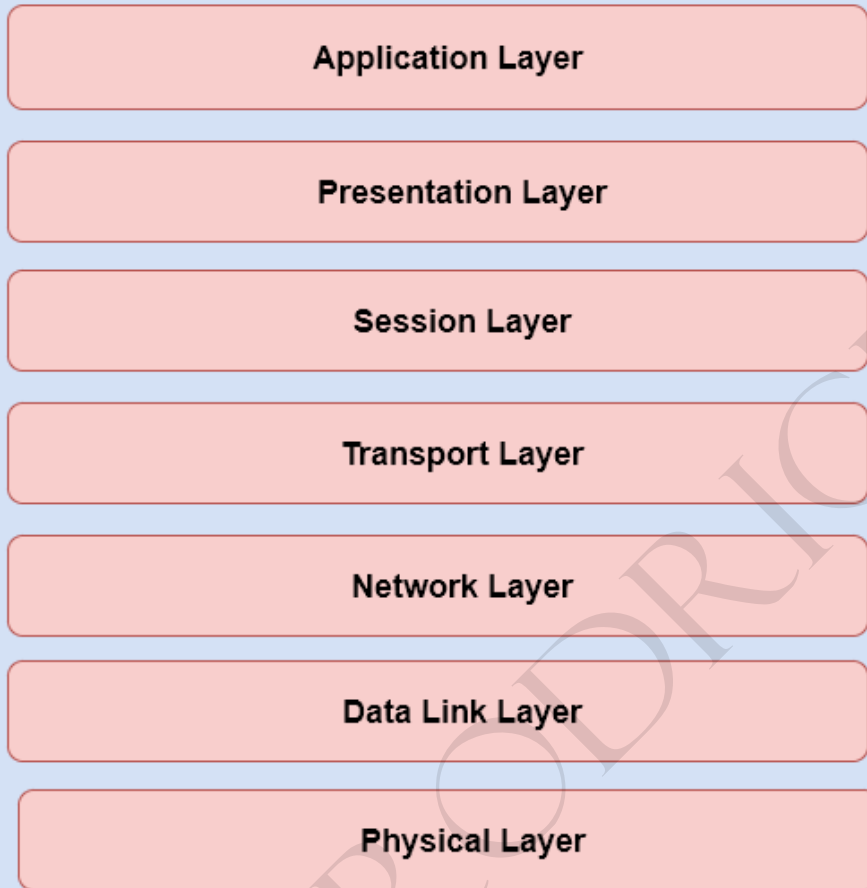 Application Layer
Presentation Layer
Session Layer
Transport Layer
Network Layer
Data Link Layer
Physical Layer